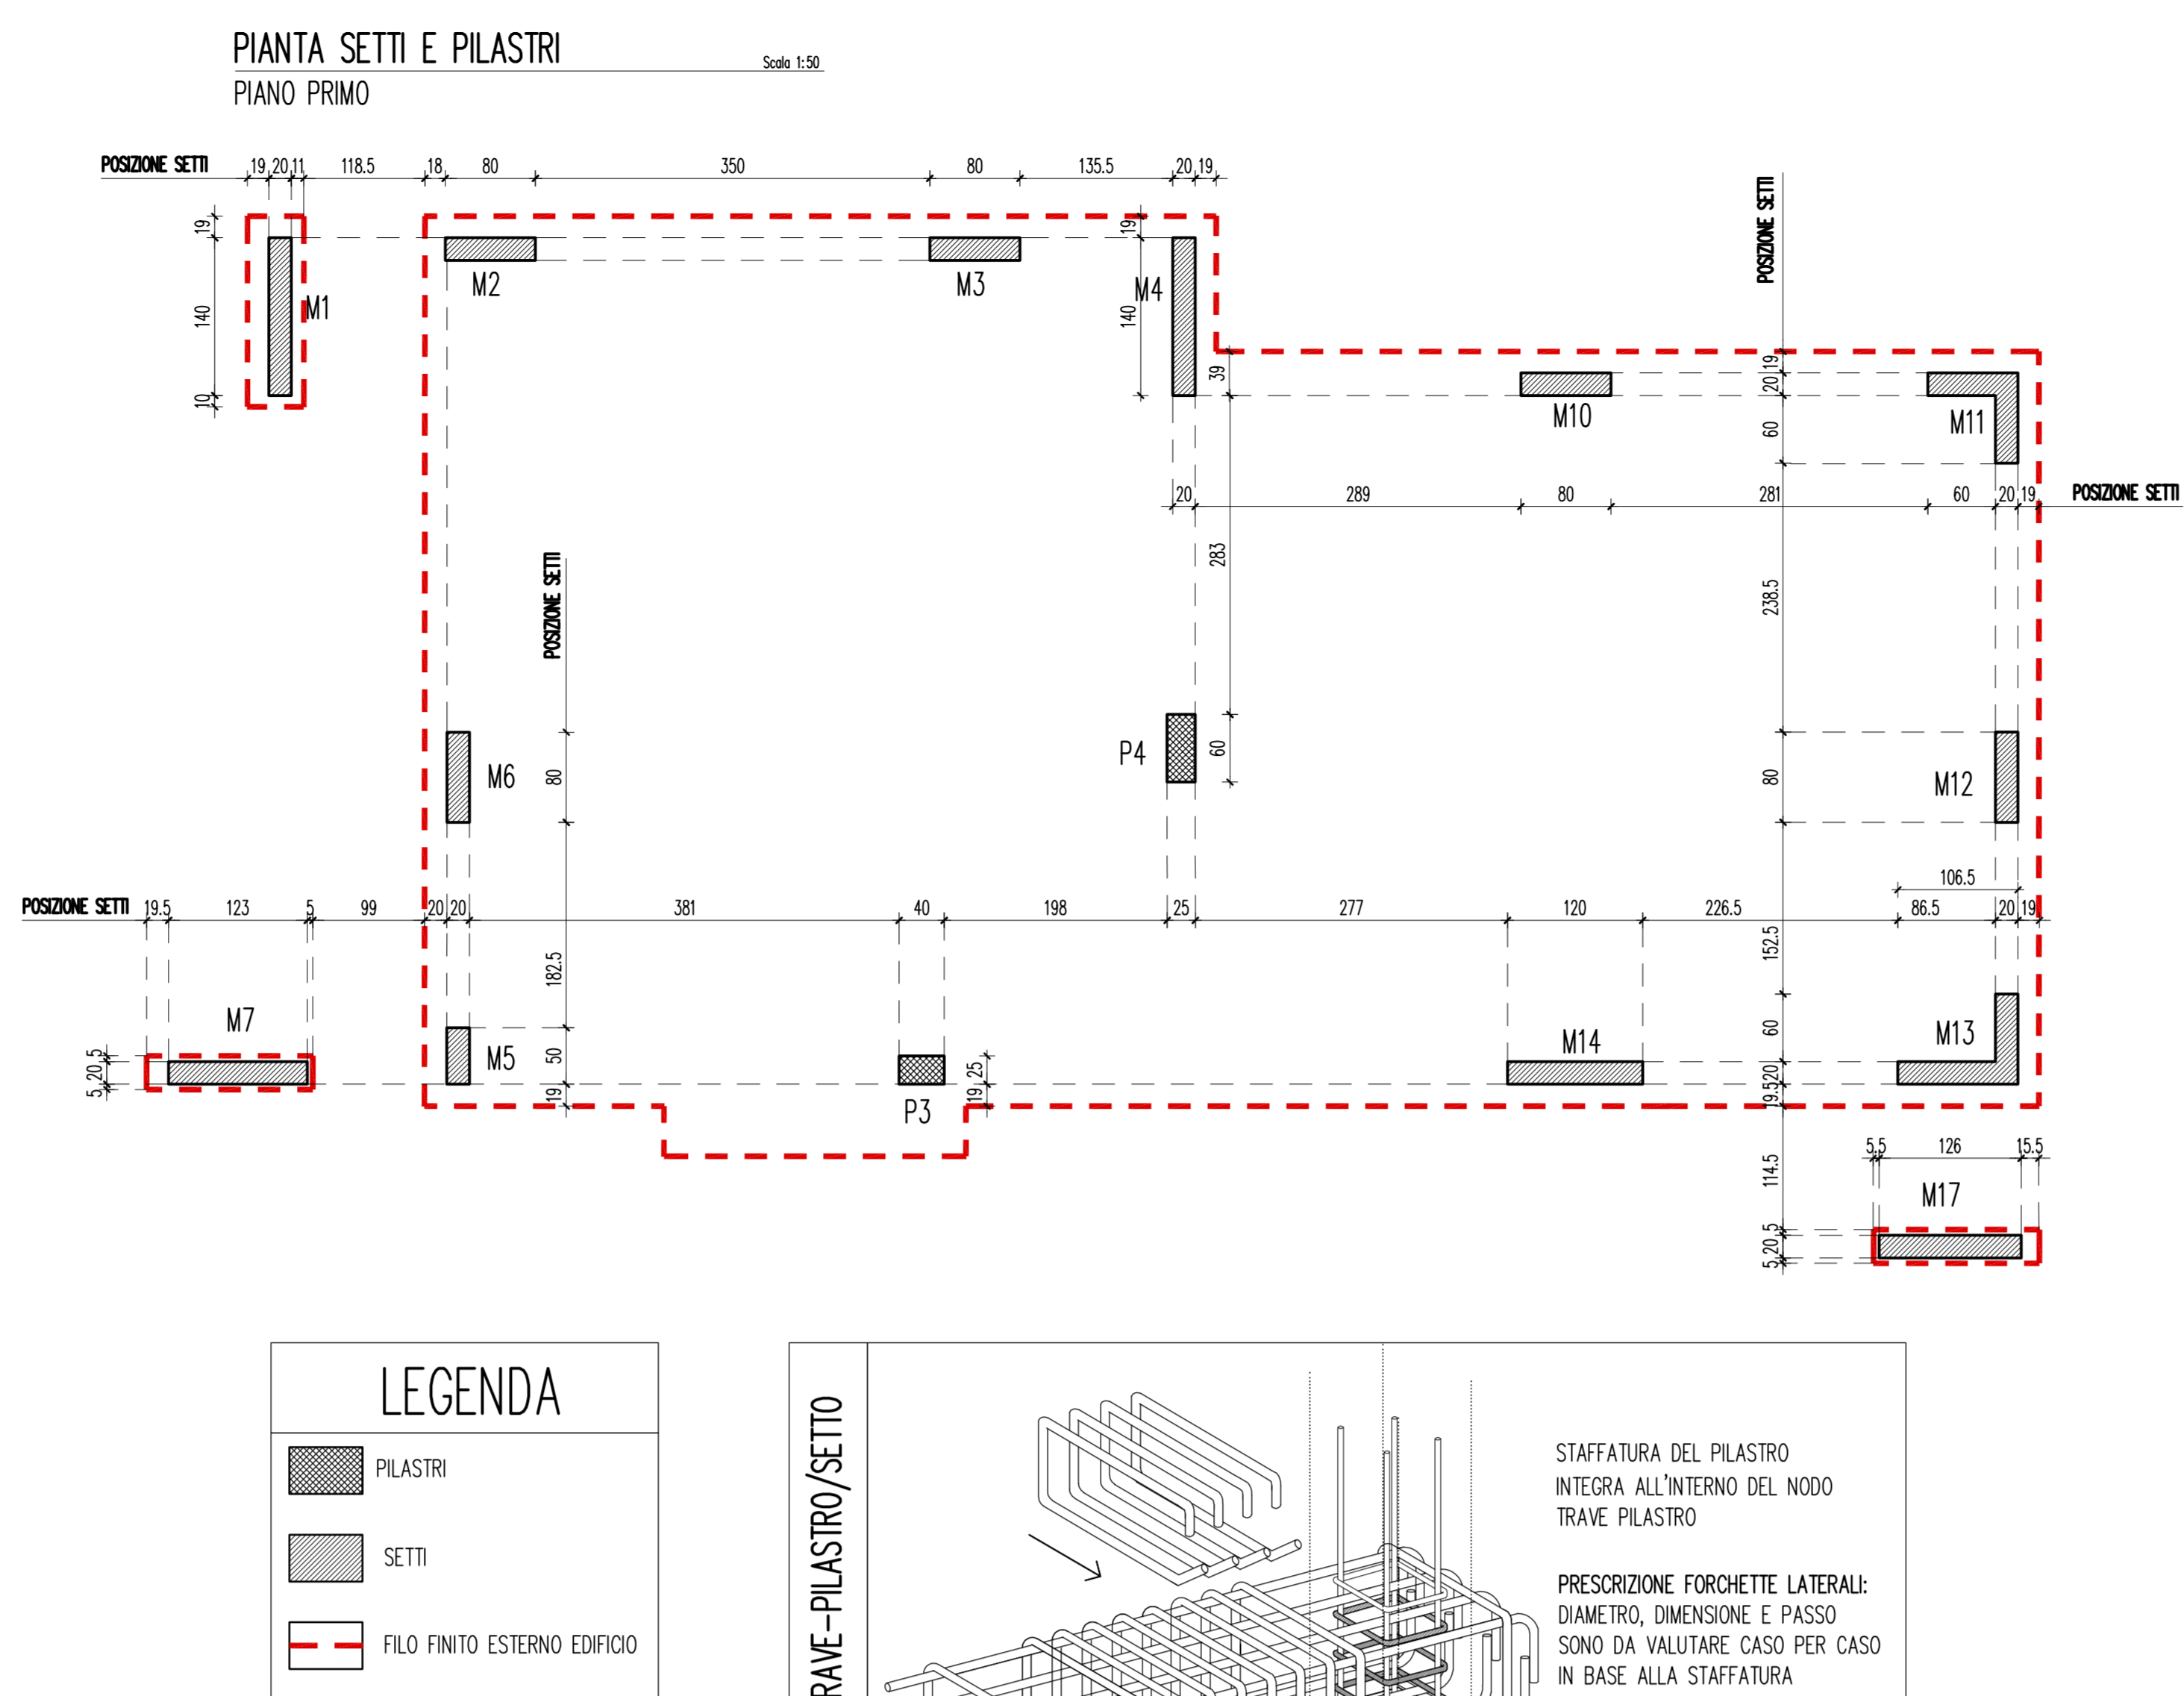 PIANTA SETTI E PILASTRI
Scala 1:50
PIANO PRIMO
POSIZIONE SETTI
19 20 11 118.5 18 80 350 80 135.5 20 19
POSIZIONE SETTI
19
140
10
M1
M2
M3
M4
19
140
39
283
60
M10
M11
19
20
60
20 289 80 281 60 20 19
POSIZIONE SETTI
POSIZIONE SETTI
238.5
M6
80
P4
M12
80
106.5
POSIZIONE SETTI
19.5 123 5 99 20 20 381 40 198 25 277 120 226.5 86.5 20 19
182.5
152.5
M7
5
20
5
M5
50
19
P3
25
19
M14
M13
60
20
19.5
114.5
5.5 126 15.5
M17
5
20
5
LEGENDA
PILASTRI
SETTI
FILO FINITO ESTERNO EDIFICIO
RAVE-PILASTRO/SETTO
STAFFATURA DEL PILASTRO
INTEGRA ALL'INTERNO DEL NODO
TRAVE PILASTRO
PRESCRIZIONE FORCHETTE LATERALI:
DIAMETRO, DIMENSIONE E PASSO
SONO DA VALUTARE CASO PER CASO
IN BASE ALLA STAFFATURA